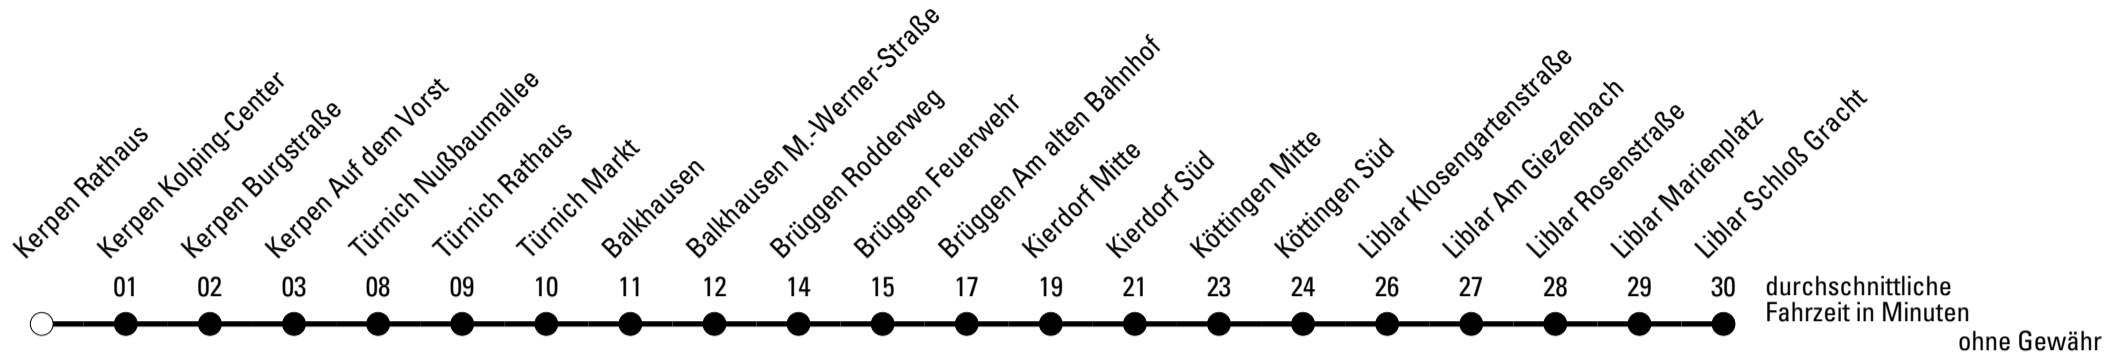 Kerpen Rathaus
Kerpen Kolping-Center
Kerpen Burgstraße
Kerpen Auf dem Vorst
Türnich Nußbaumallee
Türnich Rathaus
Türnich Markt
Balkhausen
Balkhausen M.-Werner-Straße
Brüggen Rodderweg
Brüggen Feuerwehr
Brüggen Am alten Bahnhof
Kierdorf Mitte
Kierdorf Süd
Köttingen Mitte
Köttingen Süd
Liblar Klosengartenstraße
Liblar Am Giezenbach
Liblar Rosenstraße
Liblar Marienplatz
Liblar Schloß Gracht
01 02 03 08 09 10 11 12 14 15 17 19 21 23 24 26 27 28 29 30 durchschnittliche
Fahrzeit in Minuten
ohne Gewähr